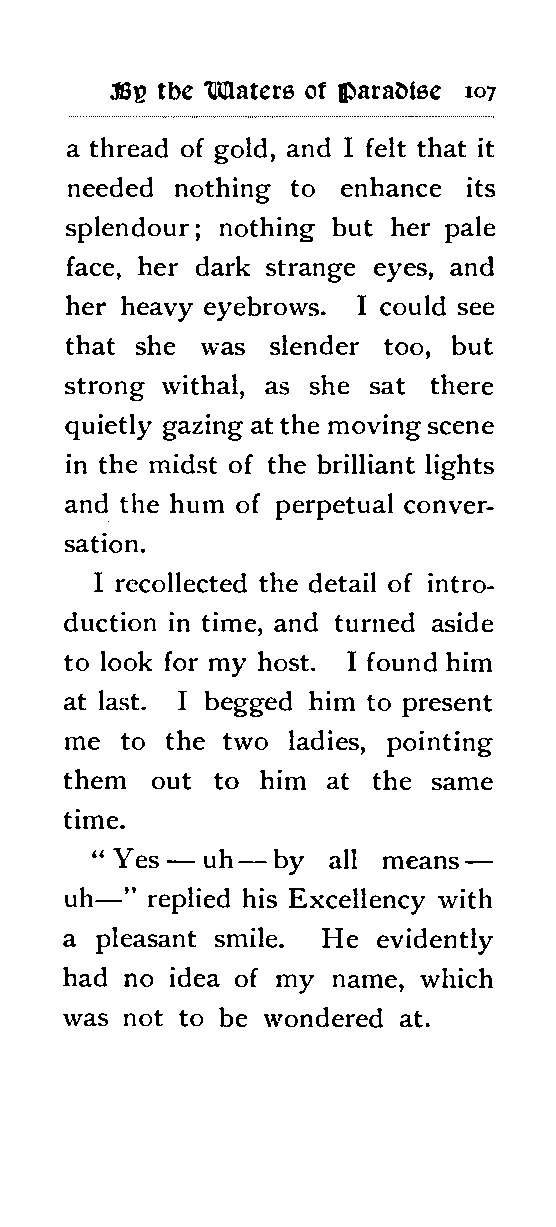 By the Waters of Paradise 107
a thread of gold, and I felt that it
needed nothing to enhance its
splendour; nothing but her pale
face, her dark strange eyes, and
her heavy eyebrows. I could see
that she was slender too, but
strong withal, as she sat there
quietly gazing at the moving scene
in the midst of the brilliant lights
and the hum of perpetual conver-
sation.
I recollected the detail of intro-
duction in time, and turned aside
to look for my host. I found him
at last. I begged him to present
me to the two ladies, pointing
them out to him at the same
time.
“Yes — uh — by all means —
uh—” replied his Excellency with
a pleasant smile. He evidently
had no idea of my name, which
was not to be wondered at.